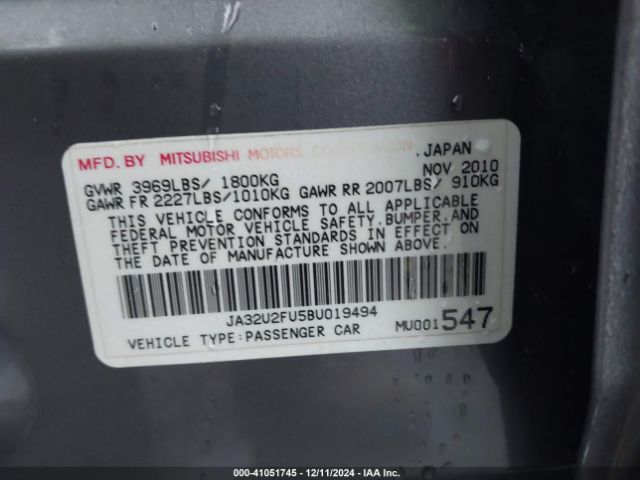 MFD. BY MITSUBISHI MOTORS CORPORATION, JAPAN
GVWR 3969LBS/ 1800KG NOV 2010
GAWR FR 2227LBS/1010KG GAWR RR 2007LBS/ 910KG
THIS VEHICLE CONFORMS TO ALL APPLICABLE
FEDERAL MOTOR VEHICLE SAFETY,BUMPER,AND
THEFT PREVENTION STANDARDS IN EFFECT ON
THE DATE OF MANUFACTURE SHOWN ABOVE.
JA32U2FU5BU019494
VEHICLE TYPE:PASSENGER CAR MU001547
000-41051745 - 12/11/2024 - IAA Inc.